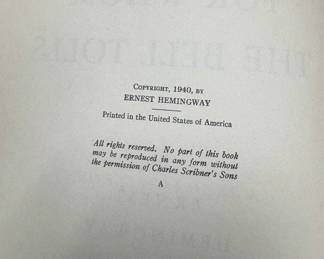 COPYRIGHT, 1940, BY
ERNEST HEMINGWAY
Printed in the United States of America
All rights reserved. No part of this book
may be reproduced in any form without
the permission of Charles Scribner's Sons
A